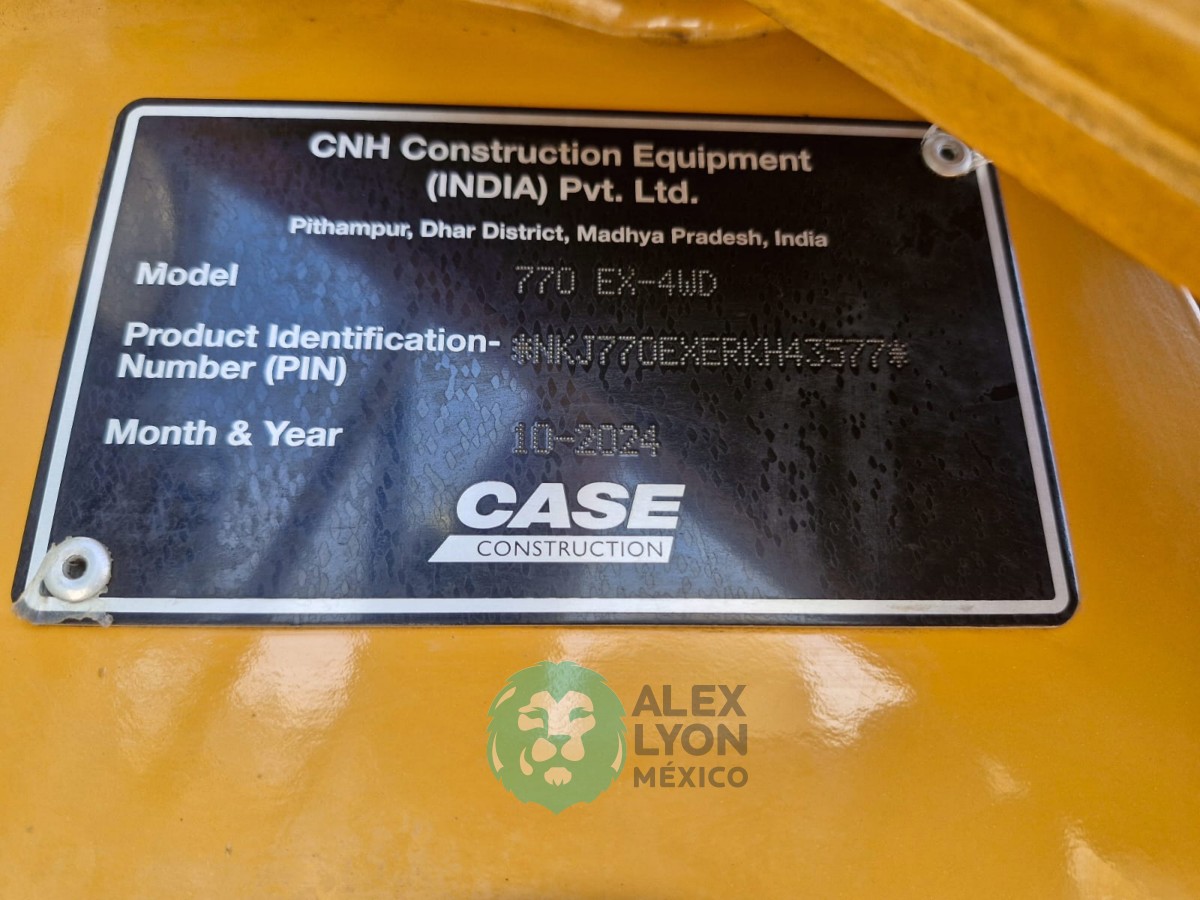 CNH Construction Equipment
(INDIA) Pvt. Ltd.
Pithampur, Dhar District, Madhya Pradesh, India
Model 770 EX-4WD
Product Identification- *NKJ770EXERKH43577*
Number (PIN)
Month & Year 10-2024
CASE
CONSTRUCTION
ALEX
LYON
MÉXICO